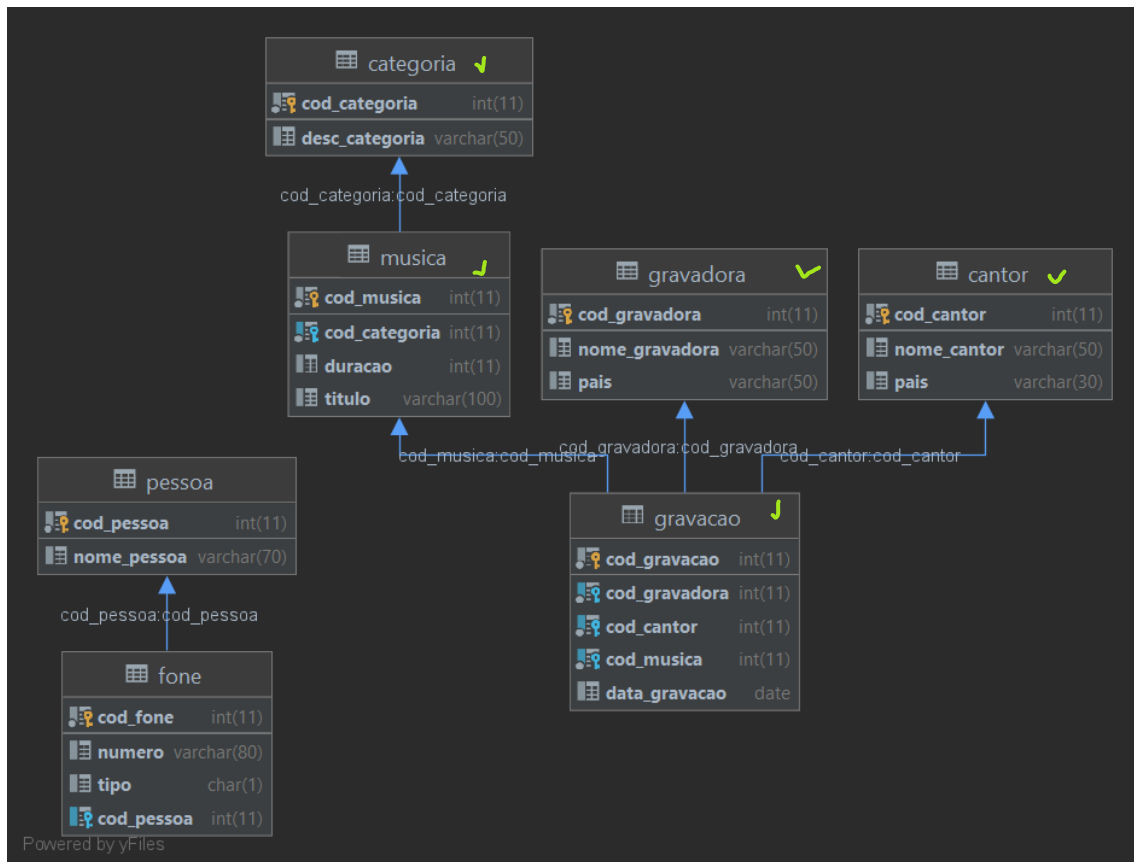 categoria
cod_categoria int(11)
desc_categoria varchar(50)
cod_categoria:cod_categoria
musica
cod_musica int(11)
cod_categoria int(11)
duracao int(11)
titulo varchar(100)
gravadora
cod_gravadora int(11)
nome_gravadora varchar(50)
pais varchar(50)
cantor
cod_cantor int(11)
nome_cantor varchar(50)
pais varchar(30)
cod_musica:cod_musica
cod_gravadora:cod_gravadora
cod_cantor:cod_cantor
pessoa
cod_pessoa int(11)
nome_pessoa varchar(70)
cod_pessoa:cod_pessoa
gravacao
cod_gravacao int(11)
cod_gravadora int(11)
cod_cantor int(11)
cod_musica int(11)
data_gravacao date
fone
cod_fone int(11)
numero varchar(80)
tipo char(1)
cod_pessoa int(11)
Powered by yFiles